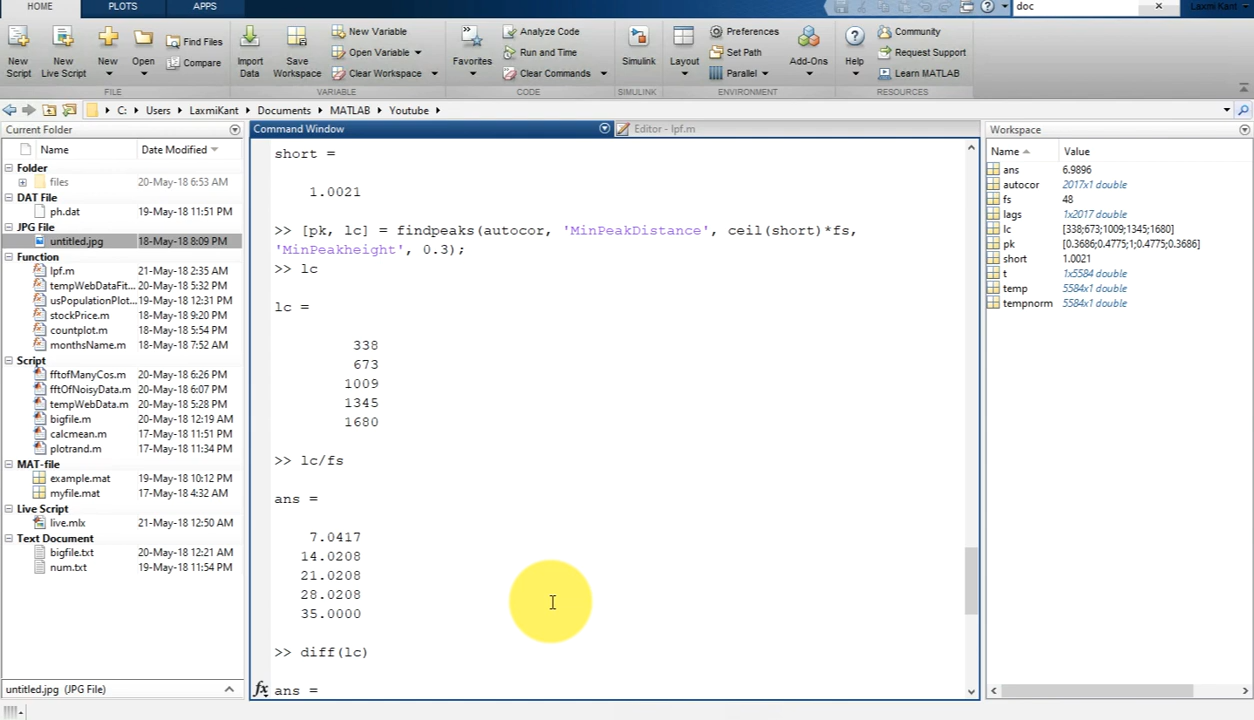 HOME PLOTS APPS doc Laxmi Kant
New Script
New Live Script
New
Open
Find Files
Compare
Import Data
Save Workspace
New Variable
Open Variable
Clear Workspace
Favorites
Analyze Code
Run and Time
Clear Commands
Simulink
Layout
Preferences
Set Path
Parallel
Add-Ons
Help
Community
Request Support
Learn MATLAB
FILE VARIABLE CODE SIMULINK ENVIRONMENT RESOURCES
C: Users LaxmiKant Documents MATLAB Youtube
Current Folder
Name Date Modified
Folder
files 20-May-18 6:53 AM
DAT File
ph.dat 19-May-18 11:51 PM
JPG File
untitled.jpg 18-May-18 8:09 PM
Function
lpf.m 21-May-18 2:35 AM
tempWebDataFit... 20-May-18 5:32 PM
usPopulationPlot... 19-May-18 12:31 PM
stockPrice.m 18-May-18 9:20 PM
countplot.m 18-May-18 5:54 PM
monthsName.m 18-May-18 7:52 AM
Script
fftofManyCos.m 20-May-18 6:26 PM
fftOfNoisyData.m 20-May-18 6:07 PM
tempWebData.m 20-May-18 5:28 PM
bigfile.m 20-May-18 12:19 AM
calcmean.m 17-May-18 11:51 PM
plotrand.m 17-May-18 11:34 PM
MAT-file
example.mat 19-May-18 10:12 PM
myfile.mat 17-May-18 4:32 AM
Live Script
live.mlx 21-May-18 12:50 AM
Text Document
bigfile.txt 20-May-18 12:21 AM
num.txt 19-May-18 11:54 PM
untitled.jpg (JPG File)
Command Window
Editor - lpf.m
short =
1.0021
>> [pk, lc] = findpeaks(autocor, 'MinPeakDistance', ceil(short)*fs,
'MinPeakheight', 0.3);
>> lc
lc =
338
673
1009
1345
1680
>> lc/fs
ans =
7.0417
14.0208
21.0208
28.0208
35.0000
>> diff(lc)
fx ans =
Workspace
Name Value
ans 6.9896
autocor 2017x1 double
fs 48
lags 1x2017 double
lc [338;673;1009;1345;1680]
pk [0.3686;0.4775;1;0.4775;0.3686]
short 1.0021
t 1x5584 double
temp 5584x1 double
tempnorm 5584x1 double